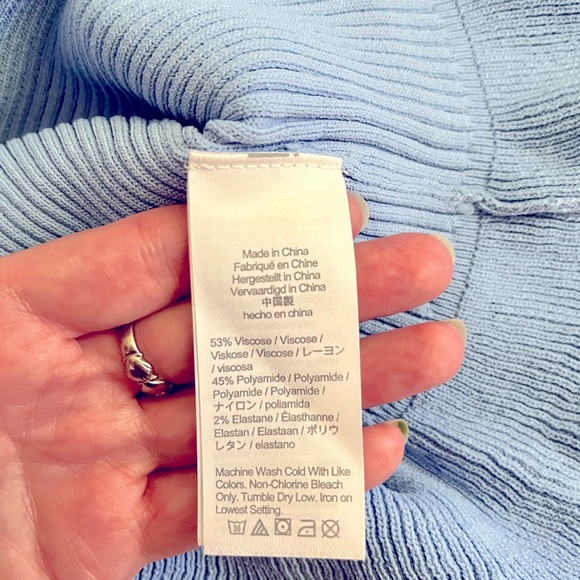 Made in China
Fabriqué en Chine
Hergestellt in China
Vervaardigd in China
中国製
hecho en china
53% Viscose / Viscose /
Viskose / Viscose / レーヨン
/ viscosa
45% Polyamide / Polyamide /
Polyamide / Polyamide /
ナイロン / poliamida
2% Elastane / Élasthanne /
Elastan / Elastaan / ポリウ
レタン / elastano
Machine Wash Cold With Like
Colors. Non-Chlorine Bleach
Only. Tumble Dry Low. Iron on
Lowest Setting.
30